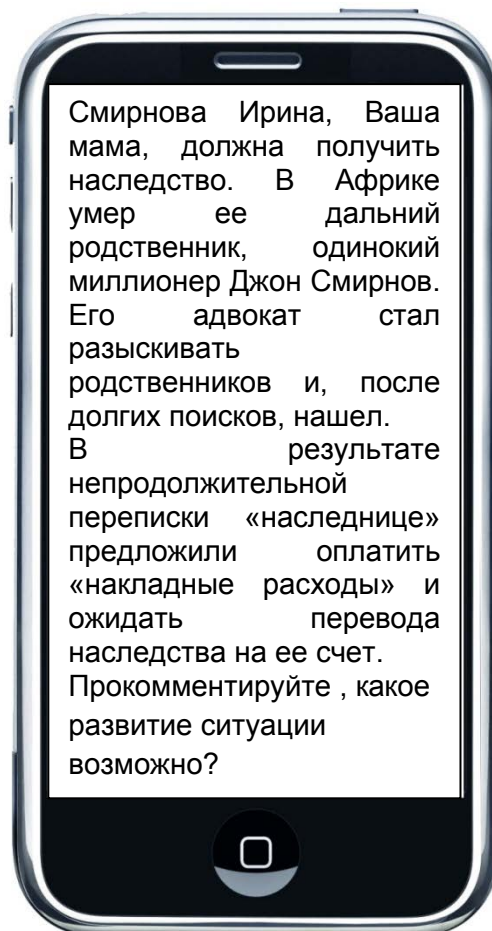 Смирнова Ирина, Ваша
мама, должна получить
наследство. В Африке
умер ее дальний
родственник, одинокий
миллионер Джон Смирнов.
Его адвокат стал
разыскивать
родственников и, после
долгих поисков, нашел.
В результате
непродолжительной
переписки «наследнице»
предложили оплатить
«накладные расходы» и
ожидать перевода
наследства на ее счет.
Прокомментируйте , какое
развитие ситуации
возможно?